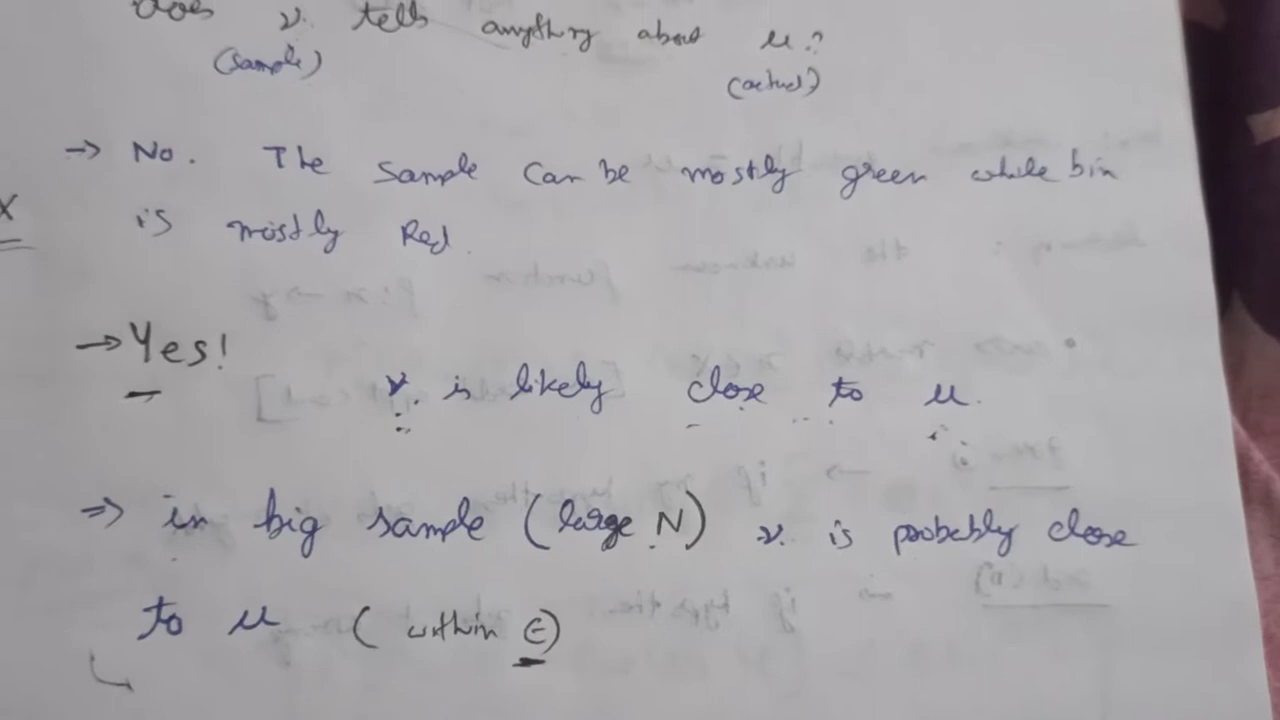 does ν tells anything about μ?
(sample) (actual)
→ No. The sample can be mostly green while bin
X is mostly Red.
→ Yes!
ν is likely close to μ.
⇒ in big sample (large N) ν is probably close
to μ (within ∈)